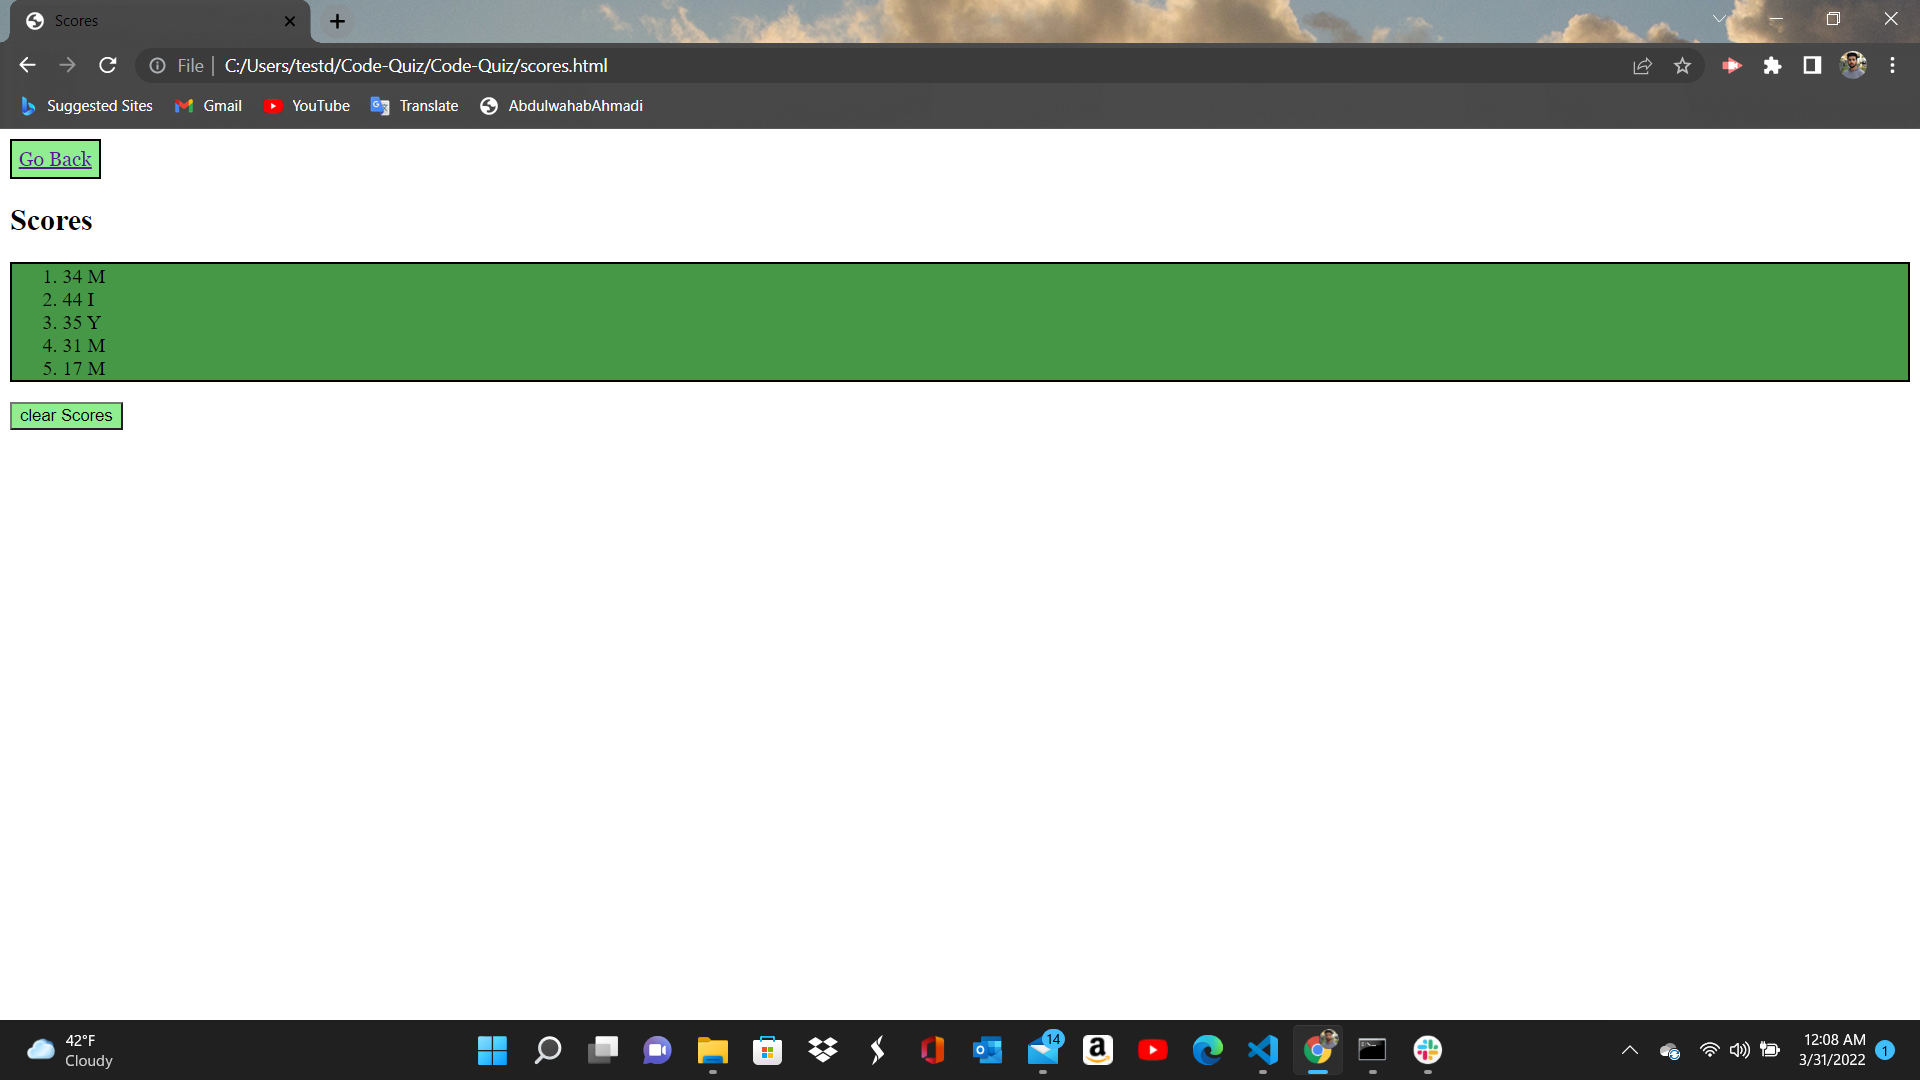 Scores
File | C:/Users/testd/Code-Quiz/Code-Quiz/scores.html
Suggested Sites Gmail YouTube Translate AbdulwahabAhmadi
Go Back
Scores
1. 34 M
2. 44 I
3. 35 Y
4. 31 M
5. 17 M
clear Scores
42°F
Cloudy
14
12:08 AM
3/31/2022
1